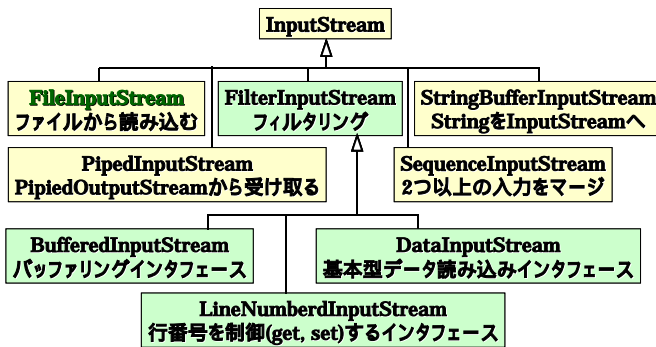 InputStream
FileInputStream
ファイルから読み込む
FilterInputStream
フィルタリング
StringBufferInputStream
StringをInputStreamへ
PipedInputStream
PipiedOutputStreamから受け取る
SequenceInputStream
2つ以上の入力をマージ
BufferedInputStream
バッファリングインタフェース
DataInputStream
基本型データ読み込みインタフェース
LineNumberdInputStream
行番号を制御(get, set)するインタフェース